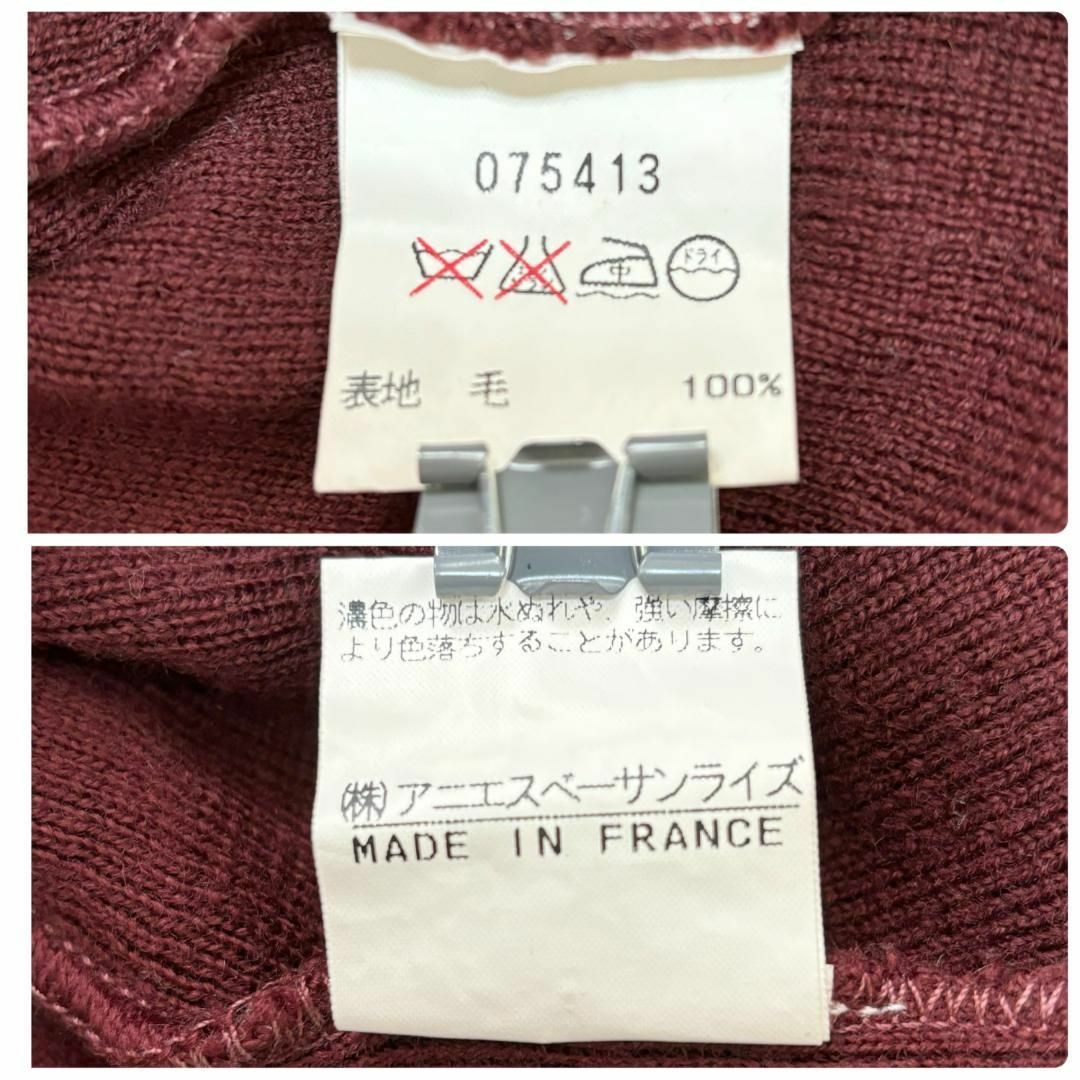 075413
中 ドライ
表地 毛 100%
濃色の物は水ぬれや、強い摩擦に
より色落ちすることがあります。
(株)アニエスベーサンライズ
MADE IN FRANCE